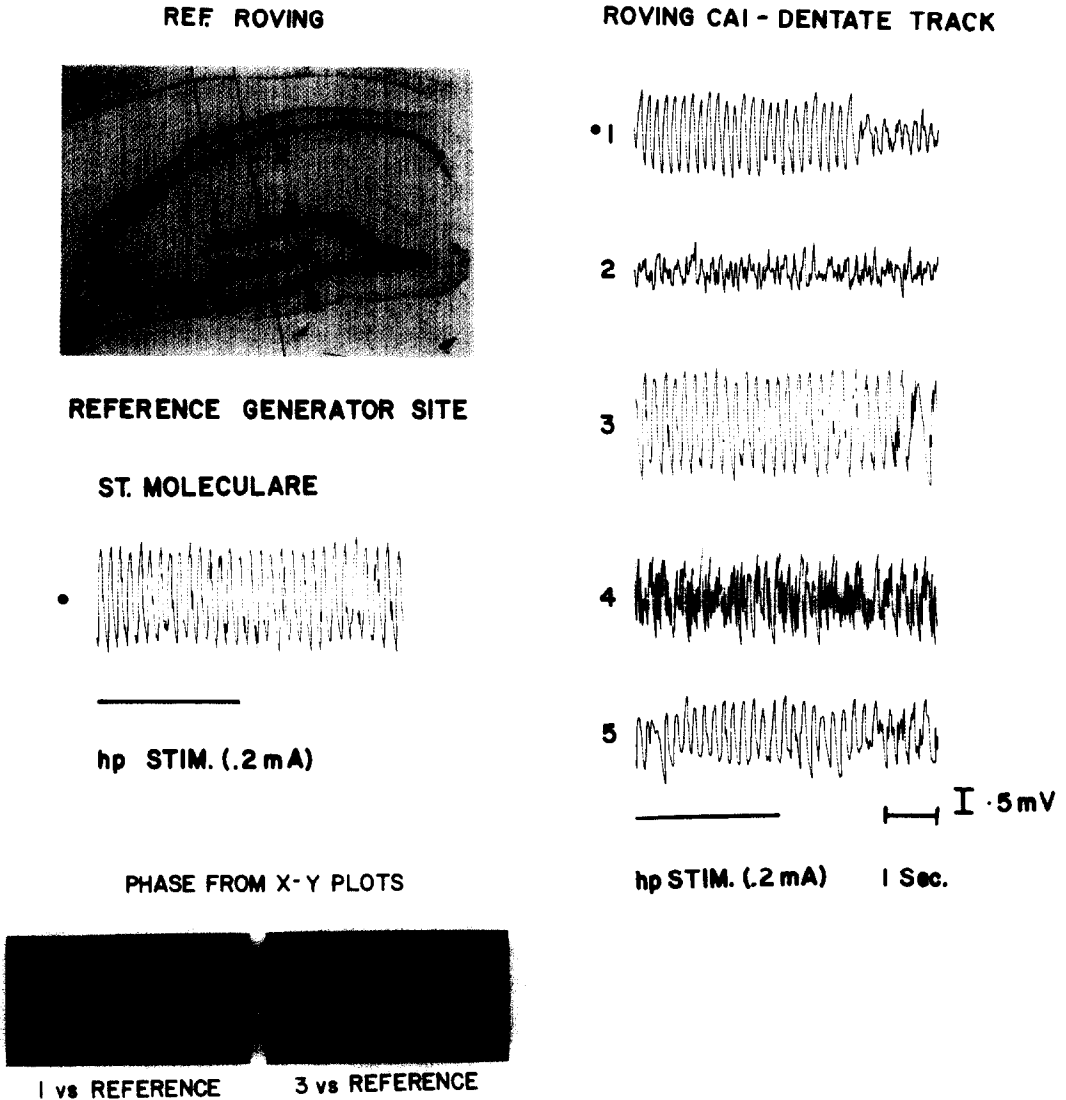 REF. ROVING
REFERENCE GENERATOR SITE
ST. MOLECULARE
hp STIM. (.2 mA)
PHASE FROM X-Y PLOTS
1 vs REFERENCE
3 vs REFERENCE
ROVING CA1 - DENTATE TRACK
1
2
3
4
5
.5 mV
hp STIM. (.2 mA)
1 Sec.